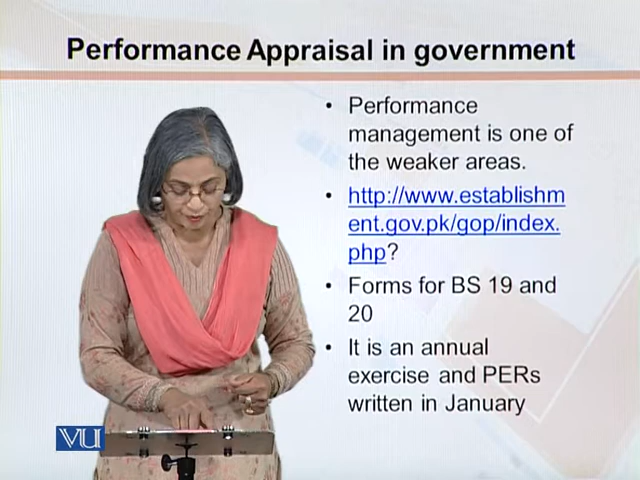 Performance Appraisal in government
• Performance
management is one of
the weaker areas.
• http://www.establishm
ent.gov.pk/gop/index.
php?
• Forms for BS 19 and
20
• It is an annual
exercise and PERs
written in January
VU